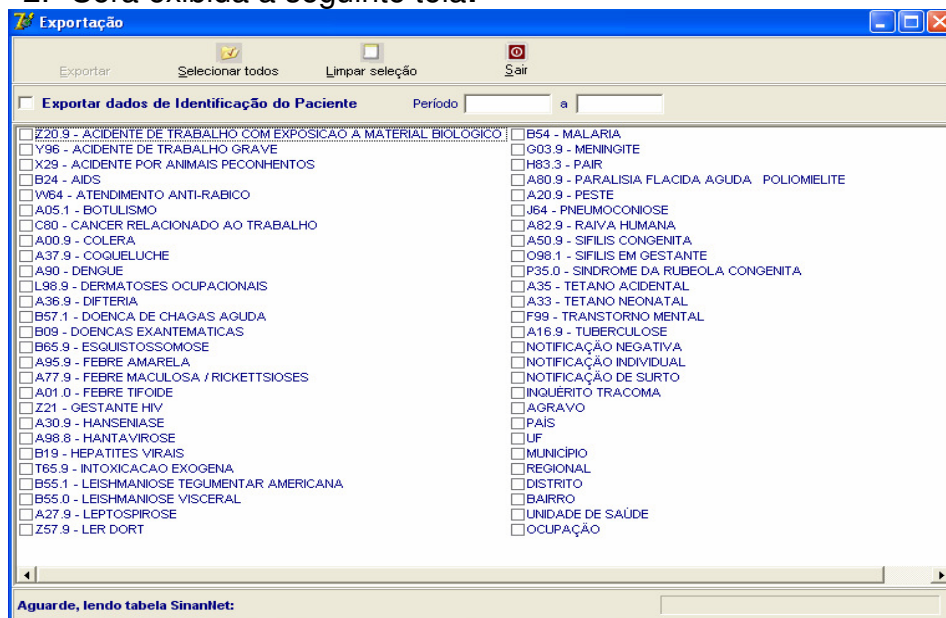 2. Será exibida a seguinte tela:
Exportação
Exportar Selecionar todos Limpar seleção Sair
Exportar dados de Identificação do Paciente Período a
Z20.9 - ACIDENTE DE TRABALHO COM EXPOSICAO A MATERIAL BIOLOGICO
Y96 - ACIDENTE DE TRABALHO GRAVE
X29 - ACIDENTE POR ANIMAIS PECONHENTOS
B24 - AIDS
W64 - ATENDIMENTO ANTI-RABICO
A05.1 - BOTULISMO
C80 - CANCER RELACIONADO AO TRABALHO
A00.9 - COLERA
A37.9 - COQUELUCHE
A90 - DENGUE
L98.9 - DERMATOSES OCUPACIONAIS
A36.9 - DIFTERIA
B57.1 - DOENCA DE CHAGAS AGUDA
B09 - DOENCAS EXANTEMATICAS
B65.9 - ESQUISTOSSOMOSE
A95.9 - FEBRE AMARELA
A77.9 - FEBRE MACULOSA / RICKETTSIOSES
A01.0 - FEBRE TIFOIDE
Z21 - GESTANTE HIV
A30.9 - HANSENIASE
A98.8 - HANTAVIROSE
B19 - HEPATITES VIRAIS
T65.9 - INTOXICACAO EXOGENA
B55.1 - LEISHMANIOSE TEGUMENTAR AMERICANA
B55.0 - LEISHMANIOSE VISCERAL
A27.9 - LEPTOSPIROSE
Z57.9 - LER DORT
B54 - MALARIA
G03.9 - MENINGITE
H83.3 - PAIR
A80.9 - PARALISIA FLACIDA AGUDA POLIOMIELITE
A20.9 - PESTE
J64 - PNEUMOCONIOSE
A82.9 - RAIVA HUMANA
A50.9 - SIFILIS CONGENITA
O98.1 - SIFILIS EM GESTANTE
P35.0 - SINDROME DA RUBEOLA CONGENITA
A35 - TETANO ACIDENTAL
A33 - TETANO NEONATAL
F99 - TRANSTORNO MENTAL
A16.9 - TUBERCULOSE
NOTIFICAÇÃO NEGATIVA
NOTIFICAÇÃO INDIVIDUAL
NOTIFICAÇÃO DE SURTO
INQUÉRITO TRACOMA
AGRAVO
PAÍS
UF
MUNICÍPIO
REGIONAL
DISTRITO
BAIRRO
UNIDADE DE SAÚDE
OCUPAÇÃO
Aguarde, lendo tabela SinanNet: